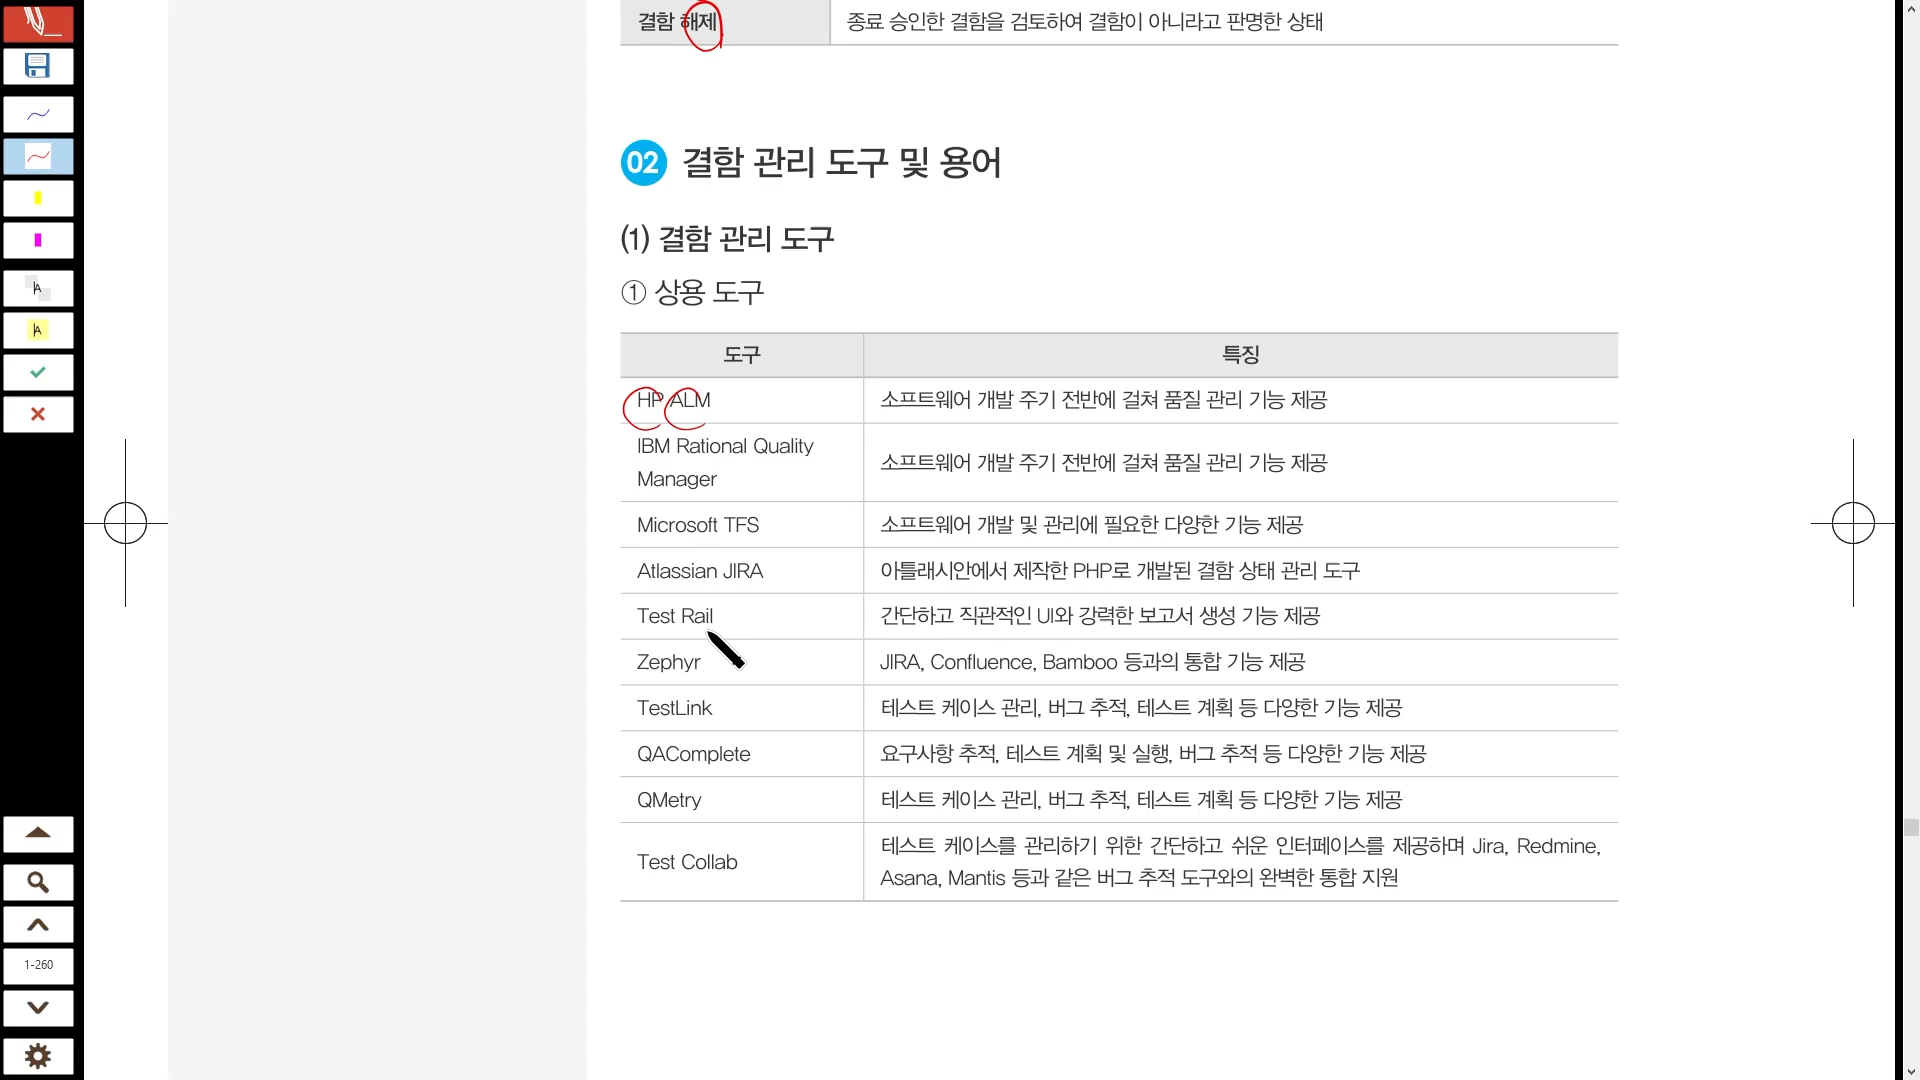 결함 해제 종료 승인한 결함을 검토하여 결함이 아니라고 판명한 상태
02 결함 관리 도구 및 용어
(1) 결함 관리 도구
① 상용 도구
도구 특징
HP ALM 소프트웨어 개발 주기 전반에 걸쳐 품질 관리 기능 제공
IBM Rational Quality
Manager 소프트웨어 개발 주기 전반에 걸쳐 품질 관리 기능 제공
Microsoft TFS 소프트웨어 개발 및 관리에 필요한 다양한 기능 제공
Atlassian JIRA 아틀래시안에서 제작한 PHP로 개발된 결함 상태 관리 도구
Test Rail 간단하고 직관적인 UI와 강력한 보고서 생성 기능 제공
Zephyr JIRA, Confluence, Bamboo 등과의 통합 기능 제공
TestLink 테스트 케이스 관리, 버그 추적, 테스트 계획 등 다양한 기능 제공
QAComplete 요구사항 추적, 테스트 계획 및 실행, 버그 추적 등 다양한 기능 제공
QMetry 테스트 케이스 관리, 버그 추적, 테스트 계획 등 다양한 기능 제공
Test Collab 테스트 케이스를 관리하기 위한 간단하고 쉬운 인터페이스를 제공하며 Jira, Redmine,
Asana, Mantis 등과 같은 버그 추적 도구와의 완벽한 통합 지원
A
A
1-260